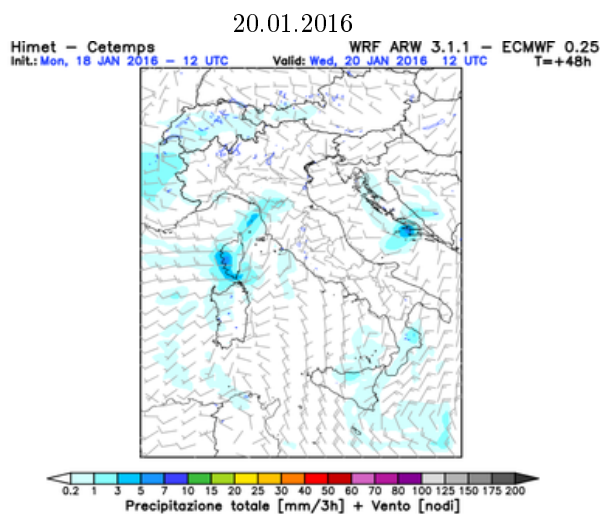 20.01.2016
Himet – Cetemps WRF ARW 3.1.1 – ECMWF 0.25
Init.: Mon, 18 JAN 2016 – 12 UTC Valid: Wed, 20 JAN 2016 12 UTC T=+48h
0.2 1 3 5 7 10 15 20 25 30 40 50 60 70 80 100 125 150 175 200
Precipitazione totale [mm/3h] + Vento [nodi]